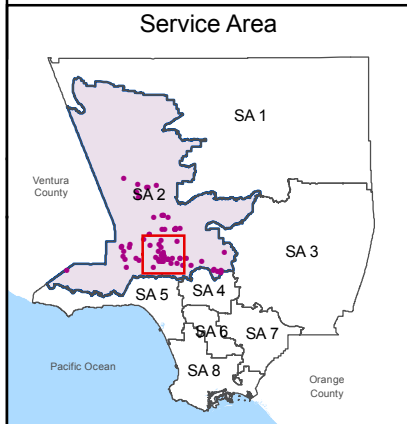 Service Area
SA 1
Ventura
County
SA 2
SA 3
SA 5
SA 4
SA 6
SA 7
SA 8
Pacific Ocean
Orange
County